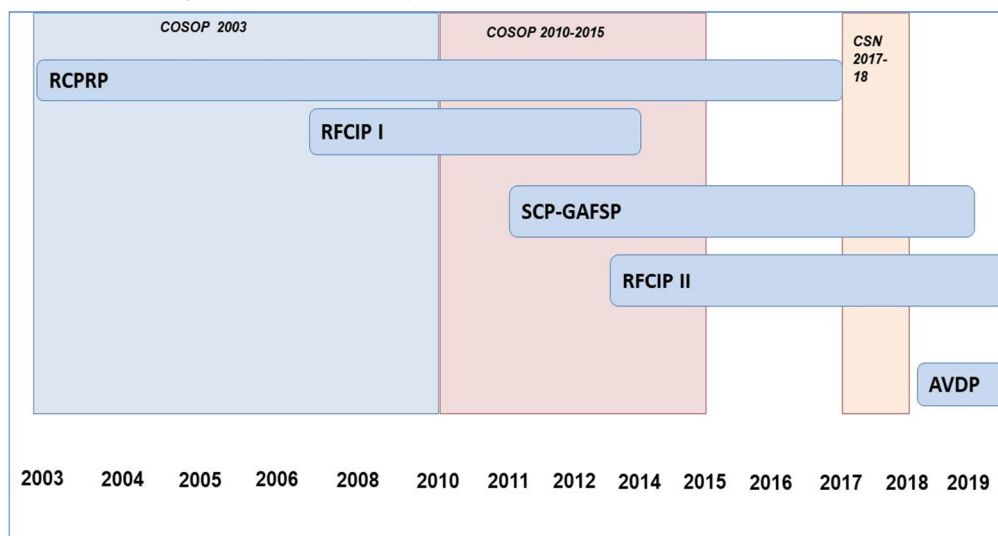 COSOP 2003
COSOP 2010-2015
CSN
2017-
18
RCPRP
RFCIP I
SCP-GAFSP
RFCIP II
AVDP
2003 2004 2005 2006 2008 2010 2011 2012 2014 2015 2016 2017 2018 2019